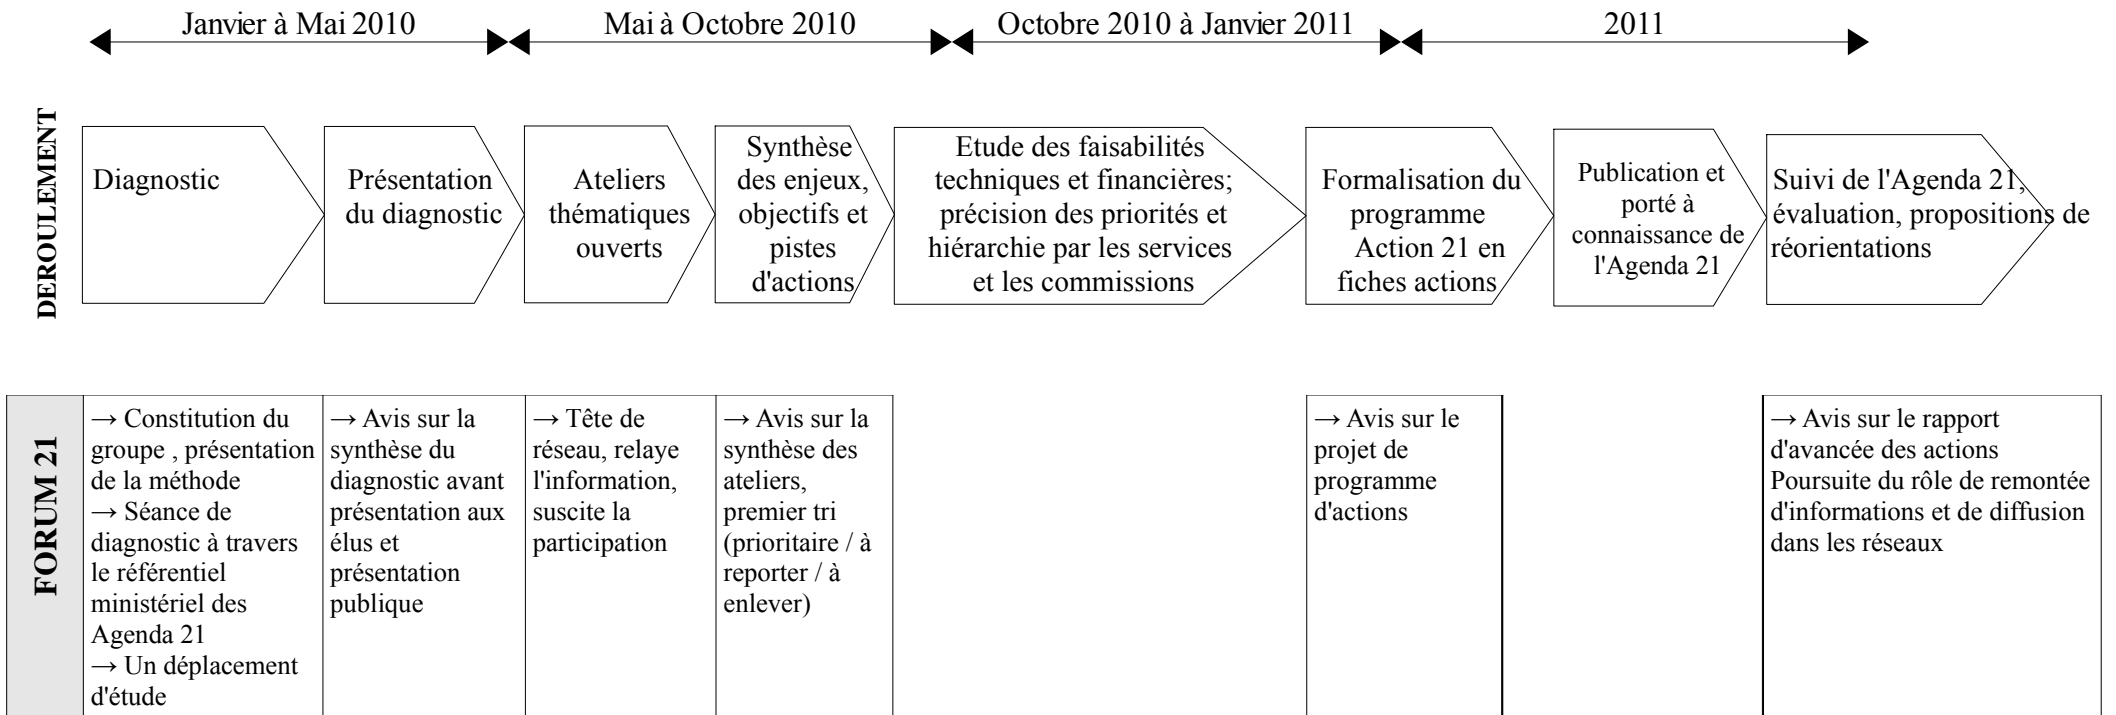 Janvier à Mai 2010
Mai à Octobre 2010
Octobre 2010 à Janvier 2011
2011
DEROULEMENT
Diagnostic
Présentation
du diagnostic
Ateliers
thématiques
ouverts
Synthèse
des enjeux,
objectifs et
pistes
d'actions
Etude des faisabilités
techniques et financières;
précision des priorités et
hiérarchie par les services
et les commissions
Formalisation du
programme
Action 21 en
fiches actions
Publication et
porté à
connaissance de
l'Agenda 21
Suivi de l'Agenda 21,
évaluation, propositions de
réorientations
FORUM 21
→ Constitution du
groupe , présentation
de la méthode
→ Séance de
diagnostic à travers
le référentiel
ministériel des
Agenda 21
→ Un déplacement
d'étude
→ Avis sur la
synthèse du
diagnostic avant
présentation aux
élus et
présentation
publique
→ Tête de
réseau, relaye
l'information,
suscite la
participation
→ Avis sur la
synthèse des
ateliers,
premier tri
(prioritaire / à
reporter / à
enlever)
→ Avis sur le
projet de
programme
d'actions
→ Avis sur le rapport
d'avancée des actions
Poursuite du rôle de remontée
d'informations et de diffusion
dans les réseaux